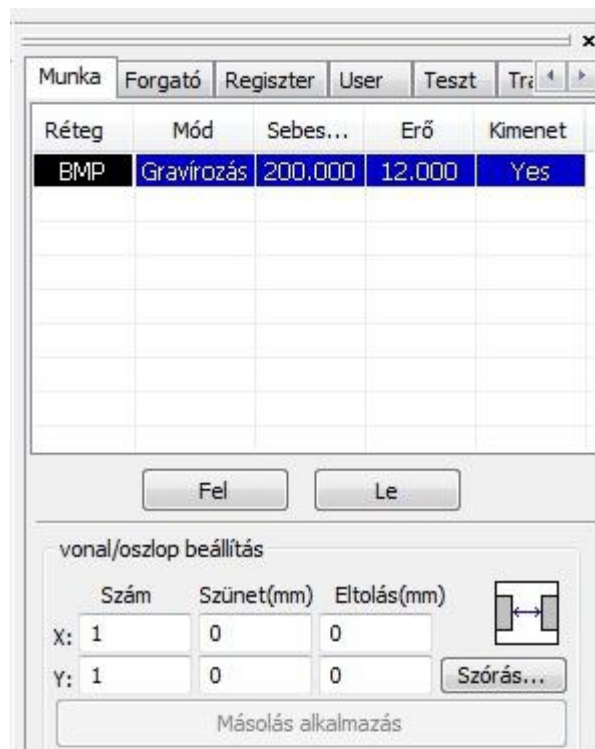 x
Munka Forgató Regiszter User Teszt Tra
Réteg Mód Sebes... Erő Kimenet
BMP Gravírozás 200.000 12.000 Yes
Fel Le
vonal/oszlop beállítás
Szám Szünet(mm) Eltolás(mm)
X: 1 0 0
Y: 1 0 0 Szórás...
Másolás alkalmazás